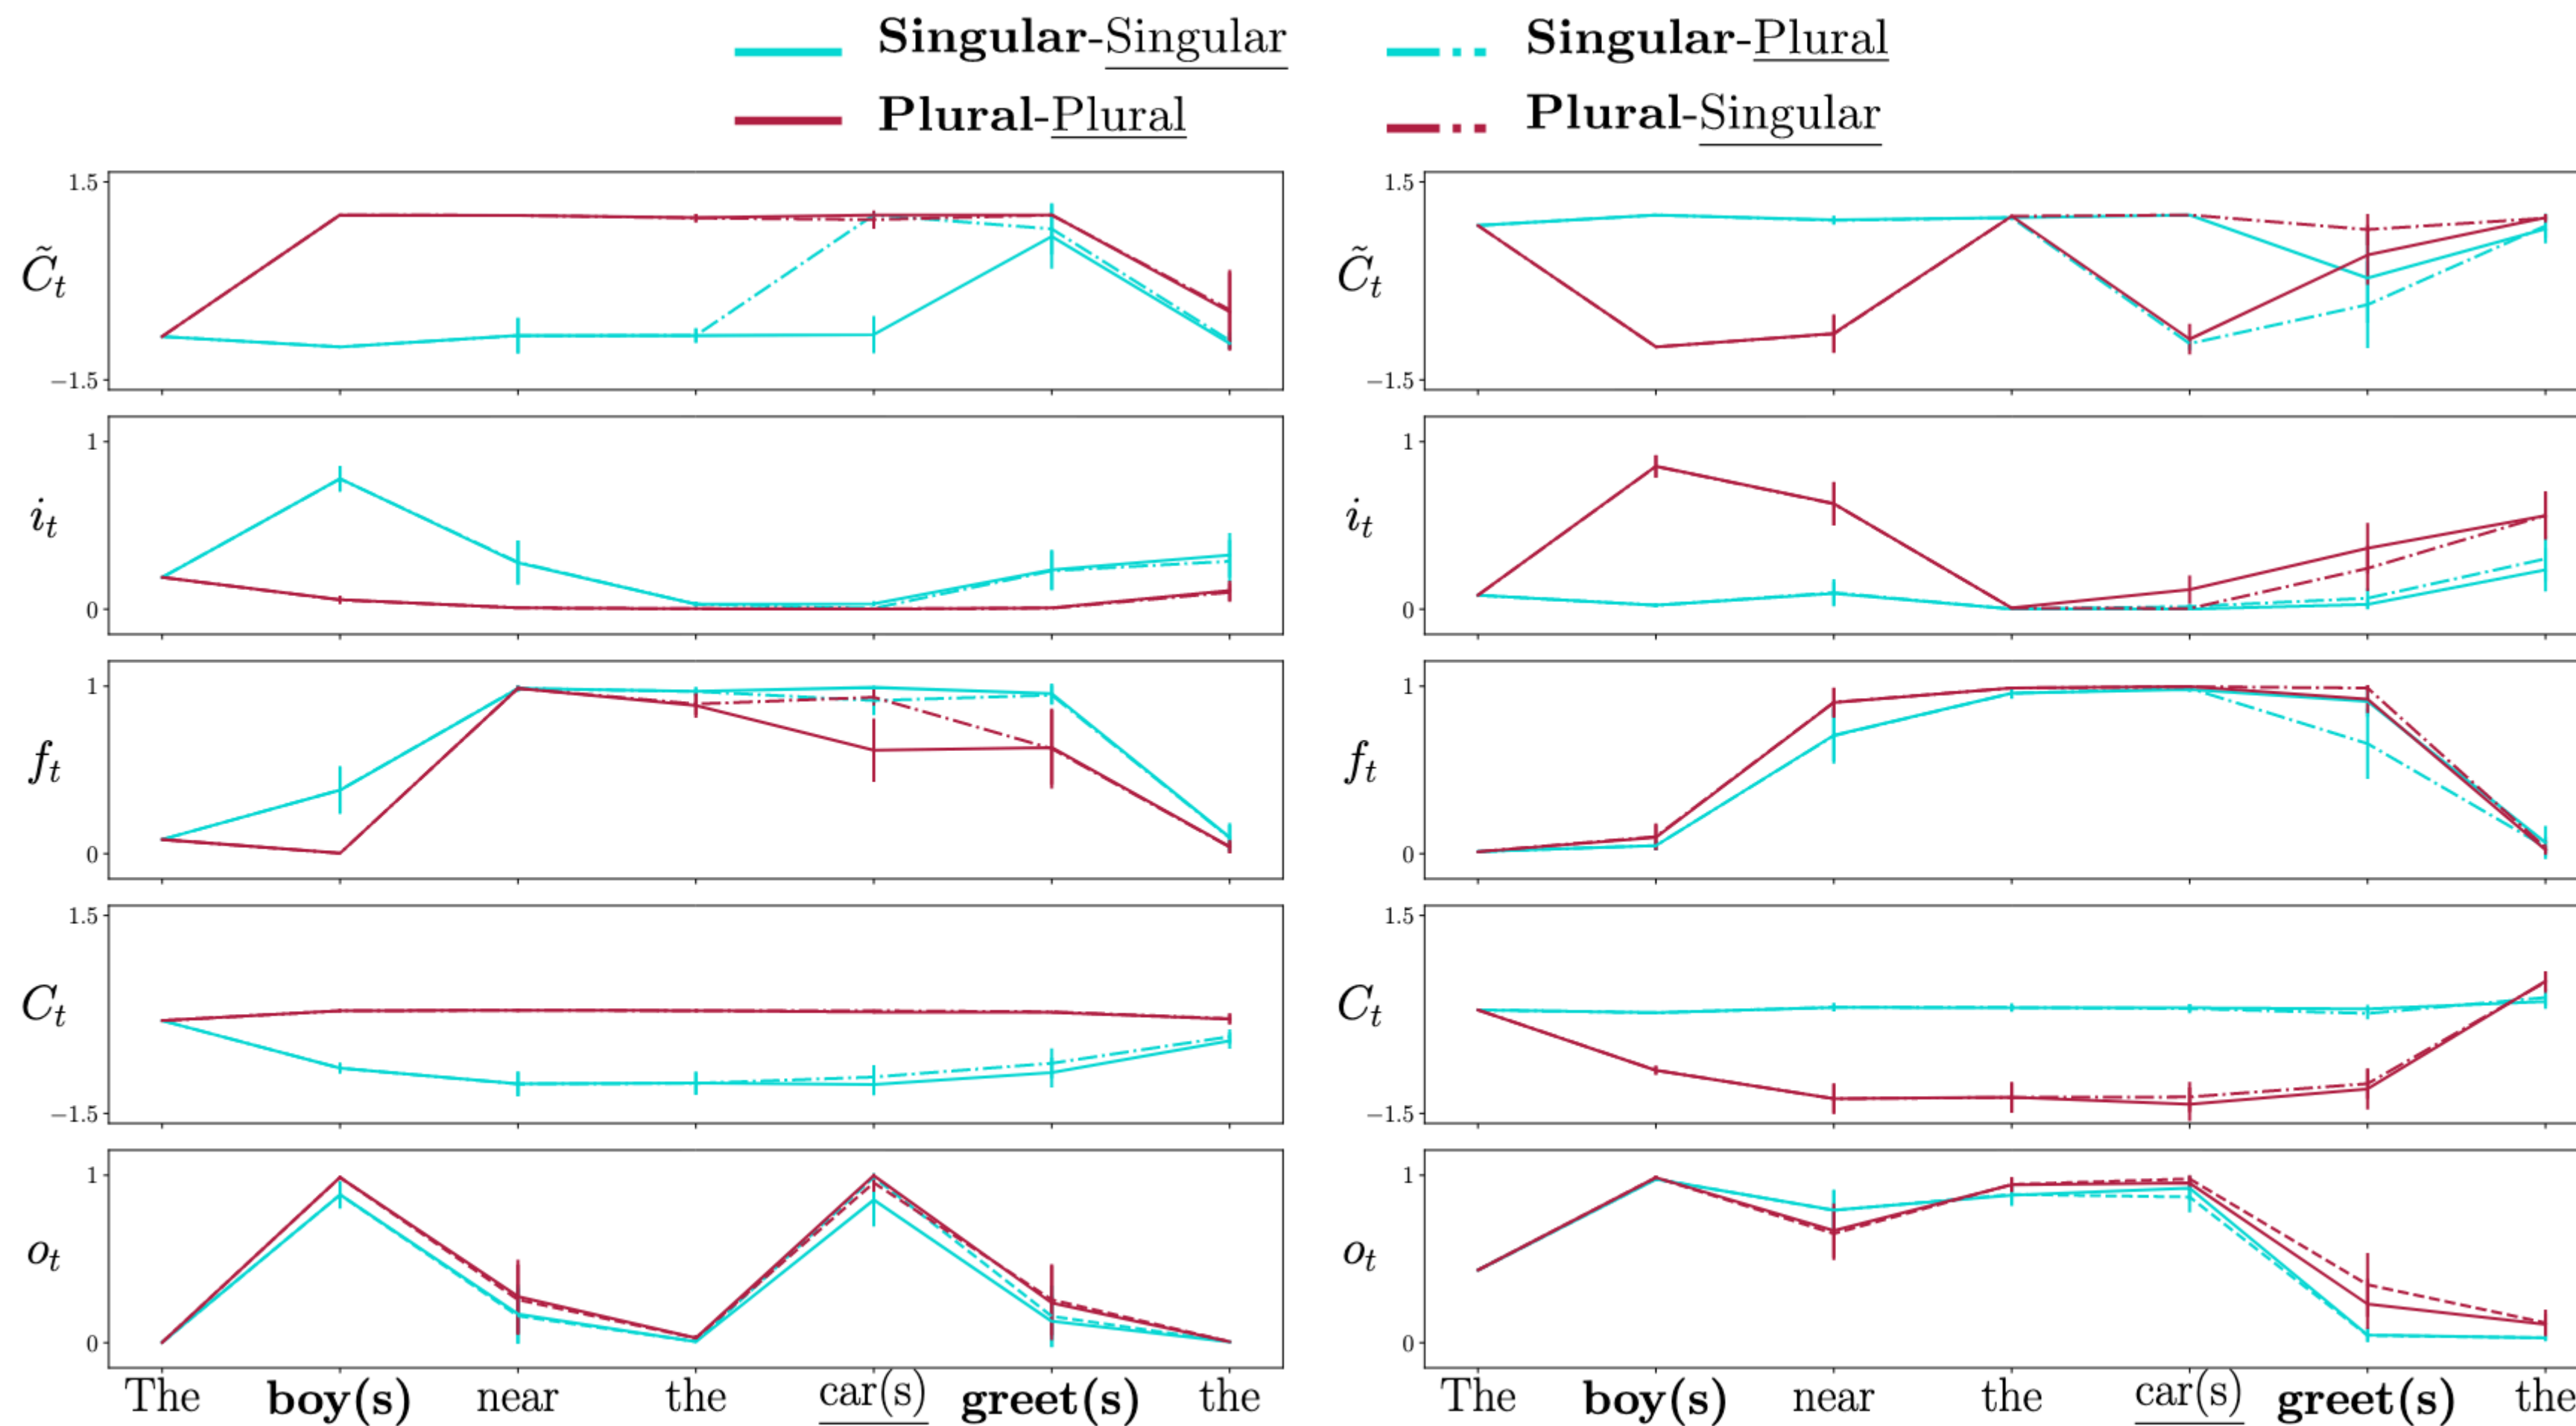 Singular-Singular Singular-Plural
Plural-Plural Plural-Singular
1.5 1.5
C̃t C̃t
−1.5 −1.5
1 1
it it
0 0
1 1
ft ft
0 0
1.5 1.5
Ct Ct
−1.5 −1.5
1 1
ot ot
0 0
The boy(s) near the car(s) greet(s) the The boy(s) near the car(s) greet(s) the